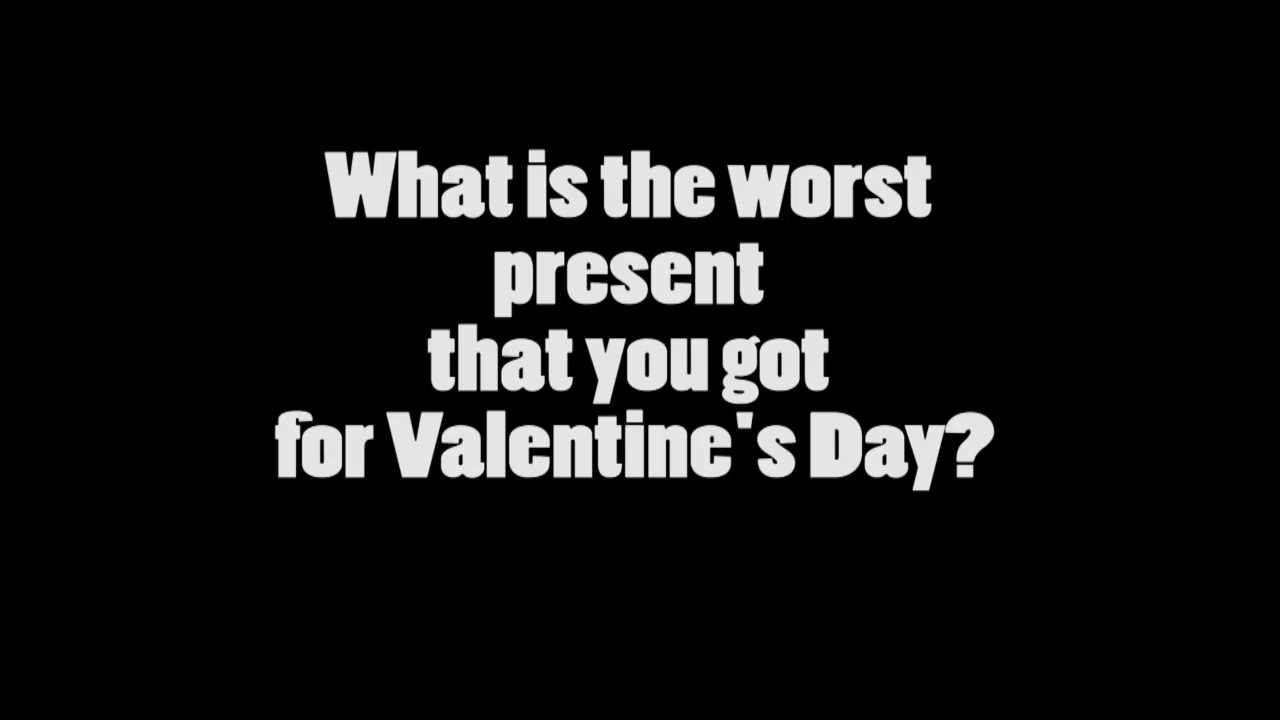 What is the worst
present
that you got
for Valentine's Day?